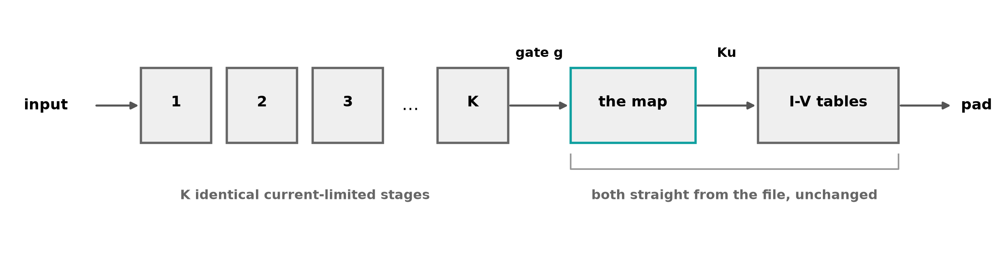 gate g
Ku
input
1
2
3
...
K
the map
I-V tables
pad
K identical current-limited stages
both straight from the file, unchanged